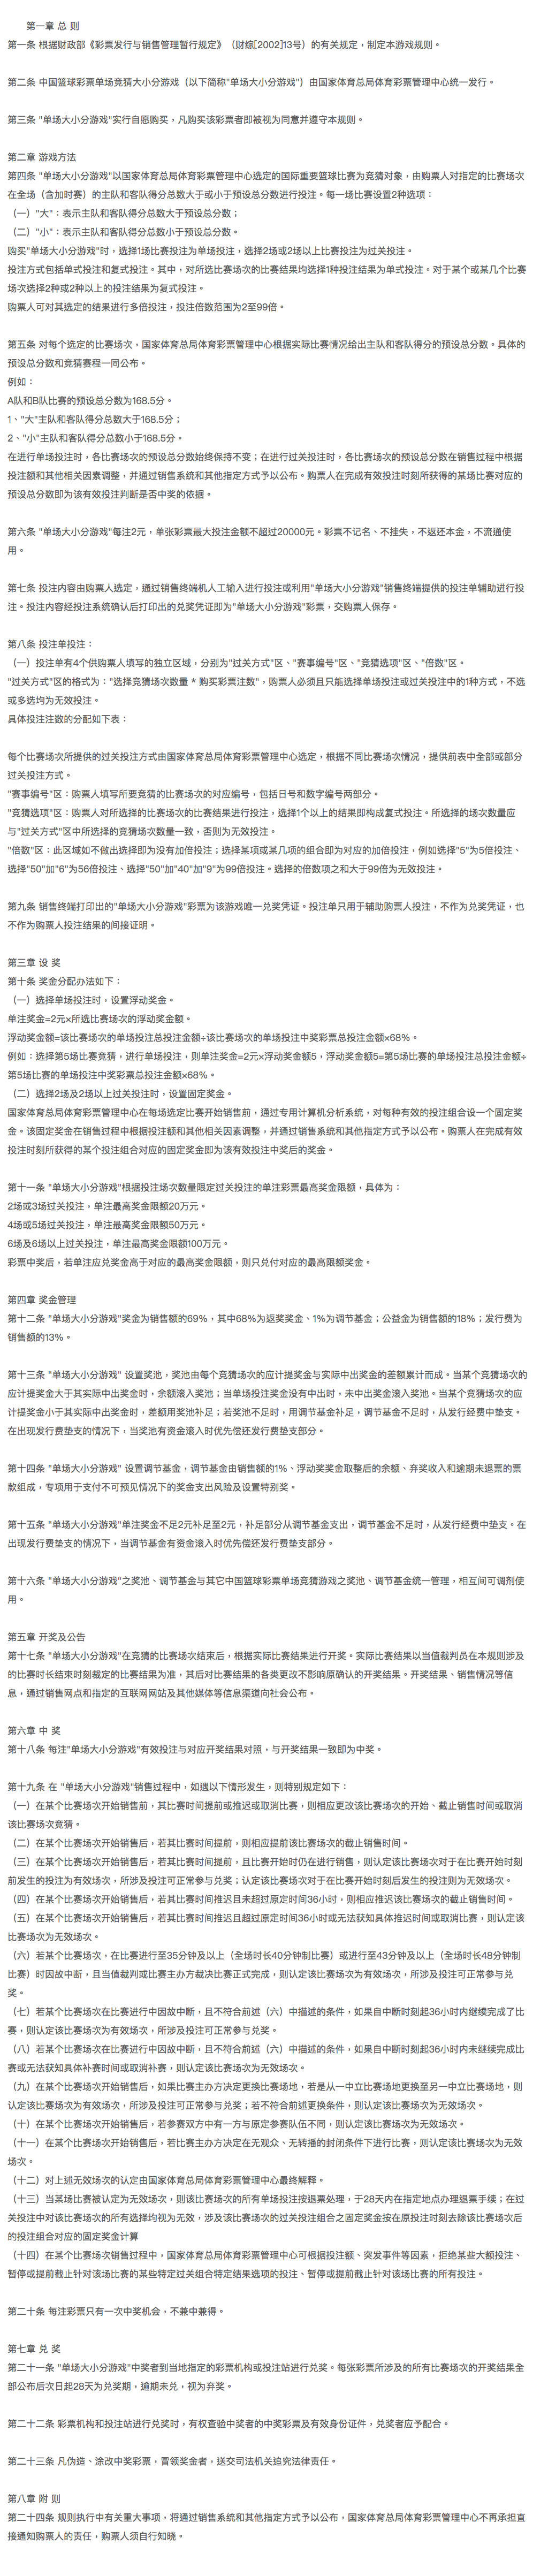 第一章 总 则
第一条 根据财政部《彩票发行与销售管理暂行规定》（财综[2002]13号）的有关规定，制定本游戏规则。
第二条 中国篮球彩票单场竞猜大小分游戏（以下简称"单场大小分游戏"）由国家体育总局体育彩票管理中心统一发行。
第三条 "单场大小分游戏"实行自愿购买，凡购买该彩票者即被视为同意并遵守本规则。
第二章 游戏方法
第四条 "单场大小分游戏"以国家体育总局体育彩票管理中心选定的国际重要篮球比赛为竞猜对象，由购票人对指定的比赛场次
在全场（含加时赛）的主队和客队得分总数大于或小于预设总分数进行投注。每一场比赛设置2种选项：
（一）"大"：表示主队和客队得分总数大于预设总分数；
（二）"小"：表示主队和客队得分总数小于预设总分数。
购买"单场大小分游戏"时，选择1场比赛投注为单场投注，选择2场或2场以上比赛投注为过关投注。
投注方式包括单式投注和复式投注。其中，对所选比赛场次的比赛结果均选择1种投注结果为单式投注。对于某个或某几个比赛
场次选择2种或2种以上的投注结果为复式投注。
购票人可对其选定的结果进行多倍投注，投注倍数范围为2至99倍。
第五条 对每个选定的比赛场次，国家体育总局体育彩票管理中心根据实际比赛情况给出主队和客队得分的预设总分数。具体的
预设总分数和竞猜赛程一同公布。
例如：
A队和B队比赛的预设总分数为168.5分。
1、"大"主队和客队得分总数大于168.5分；
2、"小"主队和客队得分总数小于168.5分。
在进行单场投注时，各比赛场次的预设总分数始终保持不变；在进行过关投注时，各比赛场次的预设总分数在销售过程中根据
投注额和其他相关因素调整，并通过销售系统和其他指定方式予以公布。购票人在完成有效投注时刻所获得的某场比赛对应的
预设总分数即为该有效投注判断是否中奖的依据。
第六条 "单场大小分游戏"每注2元，单张彩票最大投注金额不超过20000元。彩票不记名、不挂失，不返还本金，不流通使
用。
第七条 投注内容由购票人选定，通过销售终端机人工输入进行投注或利用"单场大小分游戏"销售终端提供的投注单辅助进行投
注。投注内容经投注系统确认后打印出的兑奖凭证即为"单场大小分游戏"彩票，交购票人保存。
第八条 投注单投注：
（一）投注单有4个供购票人填写的独立区域，分别为"过关方式"区、"赛事编号"区、"竞猜选项"区、"倍数"区。
"过关方式"区的格式为："选择竞猜场次数量 * 购买彩票注数"，购票人必须且只能选择单场投注或过关投注中的1种方式，不选
或多选均为无效投注。
具体投注注数的分配如下表：
每个比赛场次所提供的过关投注方式由国家体育总局体育彩票管理中心选定，根据不同比赛场次情况，提供前表中全部或部分
过关投注方式。
"赛事编号"区：购票人填写所要竞猜的比赛场次的对应编号，包括日号和数字编号两部分。
"竞猜选项"区：购票人对所选择的比赛场次的比赛结果进行投注，选择1个以上的结果即构成复式投注。所选择的场次数量应
与"过关方式"区中所选择的竞猜场次数量一致，否则为无效投注。
"倍数"区：此区域如不做出选择即为没有加倍投注；选择某项或某几项的组合即为对应的加倍投注，例如选择"5"为5倍投注、
选择"50"加"6"为56倍投注、选择"50"加"40"加"9"为99倍投注。选择的倍数项之和大于99倍为无效投注。
第九条 销售终端打印出的"单场大小分游戏"彩票为该游戏唯一兑奖凭证。投注单只用于辅助购票人投注，不作为兑奖凭证，也
不作为购票人投注结果的间接证明。
第三章 设 奖
第十条 奖金分配办法如下：
（一）选择单场投注时，设置浮动奖金。
单注奖金=2元×所选比赛场次的浮动奖金额。
浮动奖金额=该比赛场次的单场投注总投注金额÷该比赛场次的单场投注中奖彩票总投注金额×68%。
例如：选择第5场比赛竞猜，进行单场投注，则单注奖金=2元×浮动奖金额5，浮动奖金额5=第5场比赛的单场投注总投注金额÷
第5场比赛的单场投注中奖彩票总投注金额×68%。
（二）选择2场及2场以上过关投注时，设置固定奖金。
国家体育总局体育彩票管理中心在每场选定比赛开始销售前，通过专用计算机分析系统，对每种有效的投注组合设一个固定奖
金。该固定奖金在销售过程中根据投注额和其他相关因素调整，并通过销售系统和其他指定方式予以公布。购票人在完成有效
投注时刻所获得的某个投注组合对应的固定奖金即为该有效投注中奖后的奖金。
第十一条 "单场大小分游戏"根据投注场次数量限定过关投注的单注彩票最高奖金限额，具体为：
2场或3场过关投注，单注最高奖金限额20万元。
4场或5场过关投注，单注最高奖金限额50万元。
6场及6场以上过关投注，单注最高奖金限额100万元。
彩票中奖后，若单注应兑奖金高于对应的最高奖金限额，则只兑付对应的最高限额奖金。
第四章 奖金管理
第十二条 "单场大小分游戏"奖金为销售额的69%，其中68%为返奖奖金、1%为调节基金；公益金为销售额的18%；发行费为
销售额的13%。
第十三条 "单场大小分游戏" 设置奖池，奖池由每个竞猜场次的应计提奖金与实际中出奖金的差额累计而成。当某个竞猜场次的
应计提奖金大于其实际中出奖金时，余额滚入奖池；当单场投注奖金没有中出时，未中出奖金滚入奖池。当某个竞猜场次的应
计提奖金小于其实际中出奖金时，差额用奖池补足；若奖池不足时，用调节基金补足，调节基金不足时，从发行经费中垫支。
在出现发行费垫支的情况下，当奖池有资金滚入时优先偿还发行费垫支部分。
第十四条 "单场大小分游戏" 设置调节基金，调节基金由销售额的1%、浮动奖奖金取整后的余额、弃奖收入和逾期未退票的票
款组成，专项用于支付不可预见情况下的奖金支出风险及设置特别奖。
第十五条 "单场大小分游戏"单注奖金不足2元补足至2元，补足部分从调节基金支出，调节基金不足时，从发行经费中垫支。在
出现发行费垫支的情况下，当调节基金有资金滚入时优先偿还发行费垫支部分。
第十六条 "单场大小分游戏"之奖池、调节基金与其它中国篮球彩票单场竞猜游戏之奖池、调节基金统一管理，相互间可调剂使
用。
第五章 开奖及公告
第十七条 "单场大小分游戏"在竞猜的比赛场次结束后，根据实际比赛结果进行开奖。实际比赛结果以当值裁判员在本规则涉及
的比赛时长结束时刻裁定的比赛结果为准，其后对比赛结果的各类更改不影响原确认的开奖结果。开奖结果、销售情况等信
息，通过销售网点和指定的互联网网站及其他媒体等信息渠道向社会公布。
第六章 中 奖
第十八条 每注"单场大小分游戏"有效投注与对应开奖结果对照，与开奖结果一致即为中奖。
第十九条 在 "单场大小分游戏"销售过程中，如遇以下情形发生，则特别规定如下：
（一）在某个比赛场次开始销售前，其比赛时间提前或推迟或取消比赛，则相应更改该比赛场次的开始、截止销售时间或取消
该比赛场次竞猜。
（二）在某个比赛场次开始销售后，若其比赛时间提前，则相应提前该比赛场次的截止销售时间。
（三）在某个比赛场次开始销售后，若其比赛时间提前，且比赛开始时仍在进行销售，则认定该比赛场次对于在比赛开始时刻
前发生的投注为有效场次，所涉及投注可正常参与兑奖；认定该比赛场次对于在比赛开始时刻后发生的投注则为无效场次。
（四）在某个比赛场次开始销售后，若其比赛时间推迟且未超过原定时间36小时，则相应推迟该比赛场次的截止销售时间。
（五）在某个比赛场次开始销售后，若其比赛时间推迟且超过原定时间36小时或无法获知具体推迟时间或取消比赛，则认定该
比赛场次为无效场次。
（六）若某个比赛场次，在比赛进行至35分钟及以上（全场时长40分钟制比赛）或进行至43分钟及以上（全场时长48分钟制
比赛）时因故中断，且当值裁判或比赛主办方裁决比赛正式完成，则认定该比赛场次为有效场次，所涉及投注可正常参与兑
奖。
（七）若某个比赛场次在比赛进行中因故中断，且不符合前述（六）中描述的条件，如果自中断时刻起36小时内继续完成了比
赛，则认定该比赛场次为有效场次，所涉及投注可正常参与兑奖。
（八）若某个比赛场次在比赛进行中因故中断，且不符合前述（六）中描述的条件，如果自中断时刻起36小时内未继续完成比
赛或无法获知具体补赛时间或取消补赛，则认定该比赛场次为无效场次。
（九）在某个比赛场次开始销售后，如果比赛主办方决定更换比赛场地，若是从一中立比赛场地更换至另一中立比赛场地，则
认定该比赛场次为有效场次，所涉及投注可正常参与兑奖；若不符合前述更换条件，则认定该比赛场次为无效场次。
（十）在某个比赛场次开始销售后，若参赛双方中有一方与原定参赛队伍不同，则认定该比赛场次为无效场次。
（十一）在某个比赛场次开始销售后，若比赛主办方决定在无观众、无转播的封闭条件下进行比赛，则认定该比赛场次为无效
场次。
（十二）对上述无效场次的认定由国家体育总局体育彩票管理中心最终解释。
（十三）当某场比赛被认定为无效场次，则该比赛场次的所有单场投注按退票处理，于28天内在指定地点办理退票手续；在过
关投注中对该比赛场次的所有选择均视为无效，涉及该比赛场次的过关投注组合之固定奖金按在原投注时刻去除该比赛场次后
的投注组合对应的固定奖金计算
（十四）在某个比赛场次销售过程中，国家体育总局体育彩票管理中心可根据投注额、突发事件等因素，拒绝某些大额投注、
暂停或提前截止针对该场比赛的某些特定过关组合特定结果选项的投注、暂停或提前截止针对该场比赛的所有投注。
第二十条 每注彩票只有一次中奖机会，不兼中兼得。
第七章 兑 奖
第二十一条 "单场大小分游戏"中奖者到当地指定的彩票机构或投注站进行兑奖。每张彩票所涉及的所有比赛场次的开奖结果全
部公布后次日起28天为兑奖期，逾期未兑，视为弃奖。
第二十二条 彩票机构和投注站进行兑奖时，有权查验中奖者的中奖彩票及有效身份证件，兑奖者应予配合。
第二十三条 凡伪造、涂改中奖彩票，冒领奖金者，送交司法机关追究法律责任。
第八章 附 则
第二十四条 规则执行中有关重大事项，将通过销售系统和其他指定方式予以公布，国家体育总局体育彩票管理中心不再承担直
接通知购票人的责任，购票人须自行知晓。